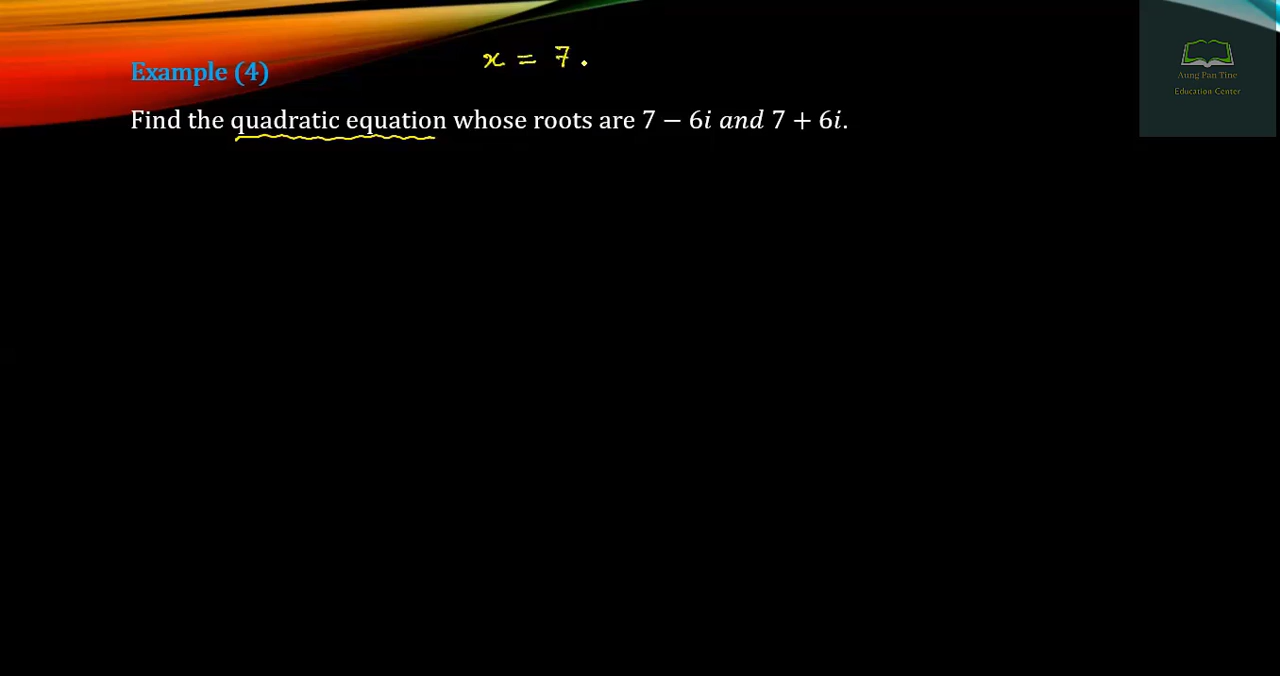 x = 7.
Example (4)
Find the quadratic equation whose roots are 7 − 6i and 7 + 6i.
Aung Pan Tine
Education Center